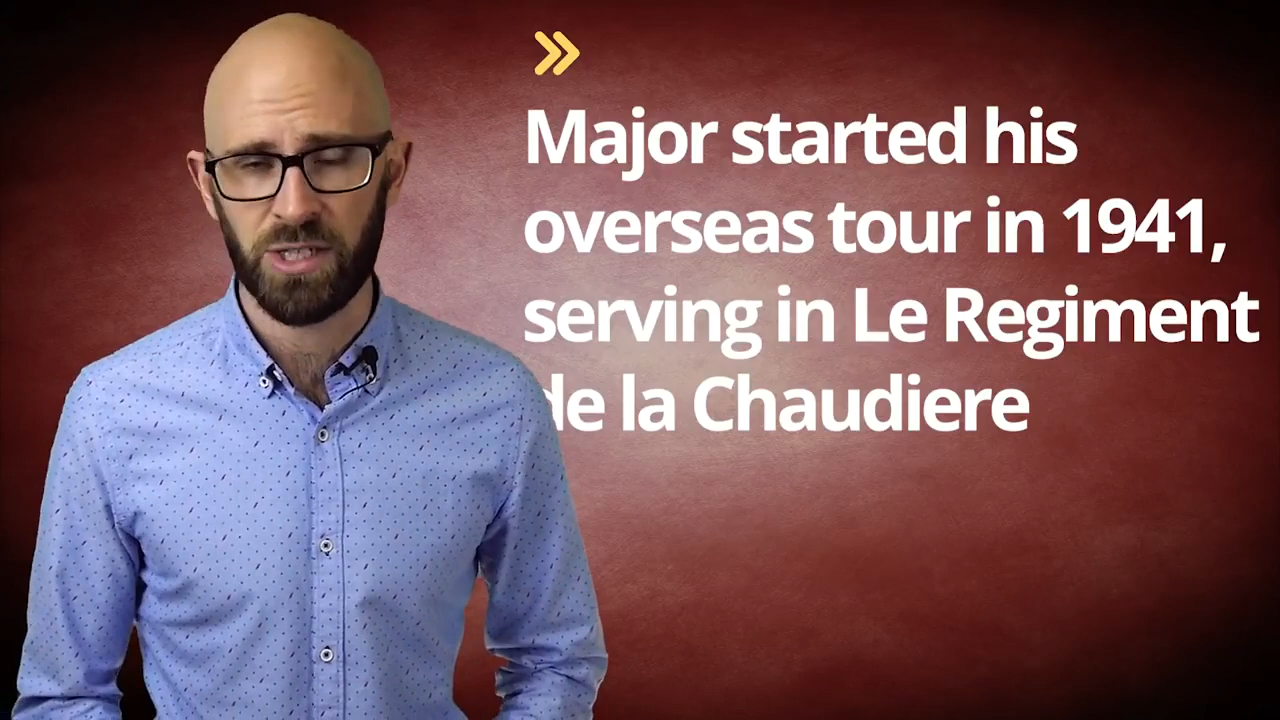 Major started his
overseas tour in 1941,
serving in Le Regiment
de la Chaudiere